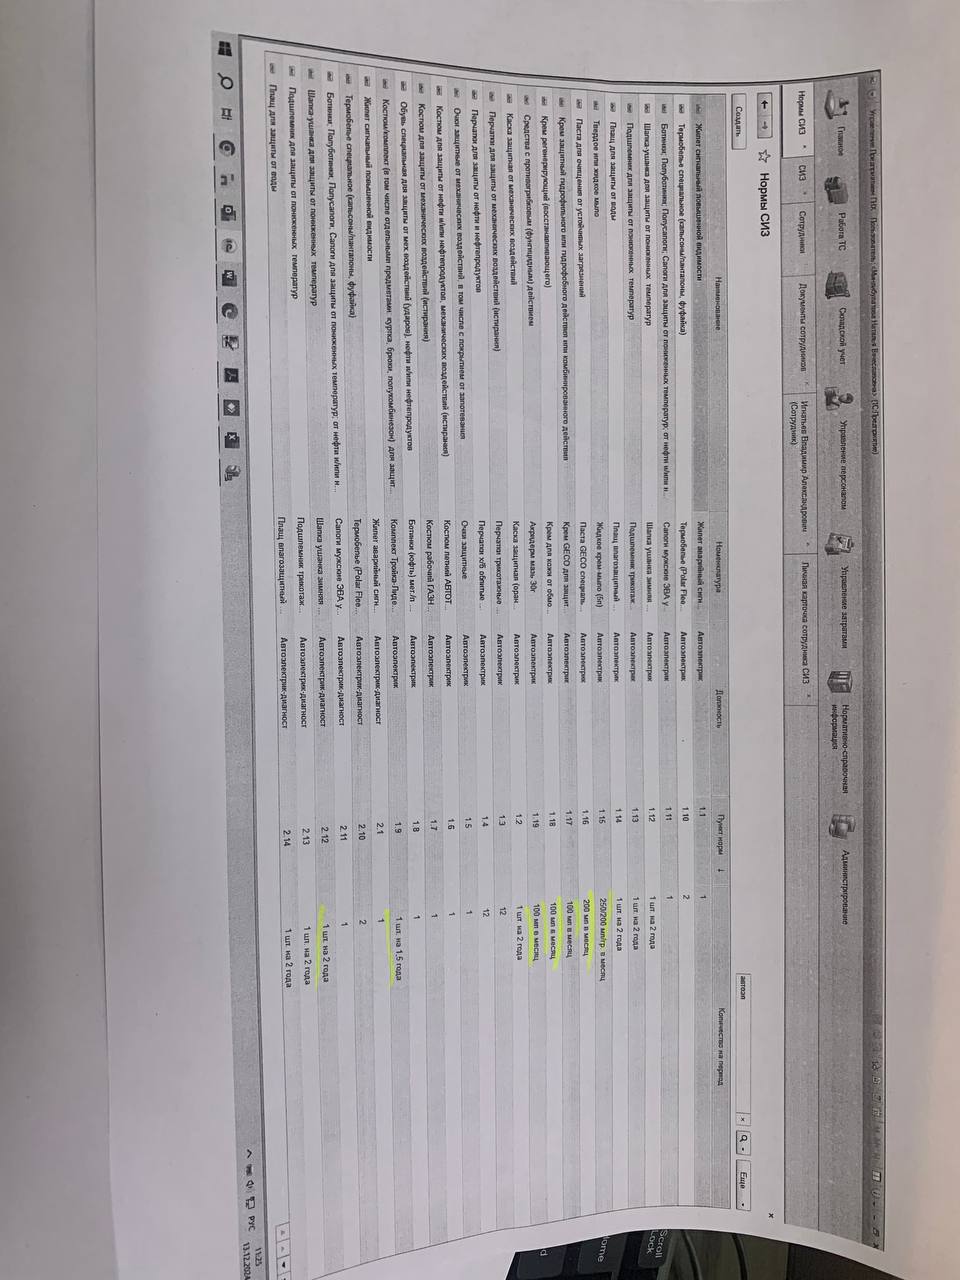 Главное
Работа ТС
Складской учет
Управление персоналом
Управление затратами
Нормативно-справочная информация
Администрирование
Нормы СИЗ ×
СИЗ ×
Сотрудники
Документы сотрудников ×
Игнатьев Владимир Александрович (Сотрудник) ×
Личная карточка сотрудника СИЗ ×
Нормы СИЗ
Создать
автоэл
Еще
Наименование Номенклатура Должность Пункт норм ↓ Количество на период
Жилет сигнальный повышенной видимости Жилет аварийный сигн... Автоэлектрик 1.1 1
Термобелье специальное (кальсоны/панталоны, фуфайка) Термобелье (Polar Flee... Автоэлектрик 1.10 2
Ботинки; Полуботинки; Полусапоги; Сапоги для защиты от пониженных температур; от нефти и/или н... Сапоги мужские ЭВА у... Автоэлектрик 1.11 1
Шапка-ушанка для защиты от пониженных температур Шапка ушанка зимняя... Автоэлектрик 1.12 1 шт. на 2 года
Подшлемник для защиты от пониженных температур Подшлемник трикотаж... Автоэлектрик 1.13 1 шт. на 2 года
Плащ для защиты от воды Плащ влагозащитный ... Автоэлектрик 1.14 1 шт. на 2 года
Твердое или жидкое мыло Жидкое крем-мыло (5л) Автоэлектрик 1.15 250/200 мл/гр. в месяц
Паста для очищения от устойчивых загрязнений Паста GECO специаль... Автоэлектрик 1.16 200 мл в месяц
Крем защитный гидрофильного или гидрофобного действия или комбинированного действия Крем GECO для защит... Автоэлектрик 1.17 100 мл в месяц
Крем регенерирующий (восстанавливающего) Крем для кожи от обмо... Автоэлектрик 1.18 100 мл в месяц
Средства с противогрибковым (фунгицидным) действием Акридерм мазь 30г Автоэлектрик 1.19 100 мл в месяц
Каска защитная от механических воздействий Каска защитная (оран... Автоэлектрик 1.2 1 шт. на 2 года
Перчатки для защиты от механических воздействий (истирания) Перчатки трикотажные ... Автоэлектрик 1.3 12
Перчатки для защиты от нефти и нефтепродуктов Перчатки х/б облитые ... Автоэлектрик 1.4 12
Очки защитные от механических воздействий, в том числе с покрытием от запотевания Очки защитные Автоэлектрик 1.5 1
Костюм для защиты от нефти и/или нефтепродуктов, механических воздействий (истирания) Костюм летний АВТОТ... Автоэлектрик 1.6 1
Костюм для защиты от механических воздействий (истирания) Костюм рабочий ГАЗН... Автоэлектрик 1.7 1
Обувь специальная для защиты от мех.воздействий (ударов), нефти и/или нефтепродуктов Ботинки (кофть) мет./п... Автоэлектрик 1.8 1
Костюм/комплект (в том числе отдельными предметами: куртка, брюки, полукомбинезон) для защит... Комплект Тройка-Лиде... Автоэлектрик 1.9 1 шт. на 1,5 года
Жилет сигнальный повышенной видимости Жилет аварийный сигн... Автоэлектрик-диагност 2.1 1
Термобелье специальное (кальсоны/панталоны, фуфайка) Термобелье (Polar Flee... Автоэлектрик-диагност 2.10 2
Ботинки; Полуботинки; Полусапоги; Сапоги для защиты от пониженных температур; от нефти и/или н... Сапоги мужские ЭВА у... Автоэлектрик-диагност 2.11 1
Шапка-ушанка для защиты от пониженных температур Шапка ушанка зимняя ... Автоэлектрик-диагност 2.12 1 шт. на 2 года
Подшлемник для защиты от пониженных температур Подшлемник трикотаж... Автоэлектрик-диагност 2.13 1 шт. на 2 года
Плащ для защиты от воды Плащ влагозащитный ... Автоэлектрик-диагност 2.14 1 шт. на 2 года
РУС
11:25
13.12.2024
Scroll Lock